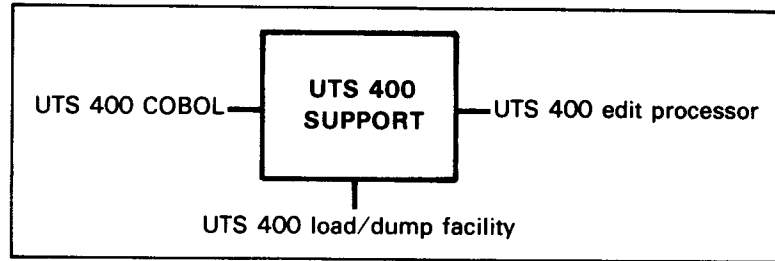 UTS 400
SUPPORT
UTS 400 COBOL
UTS 400 edit processor
UTS 400 load/dump facility